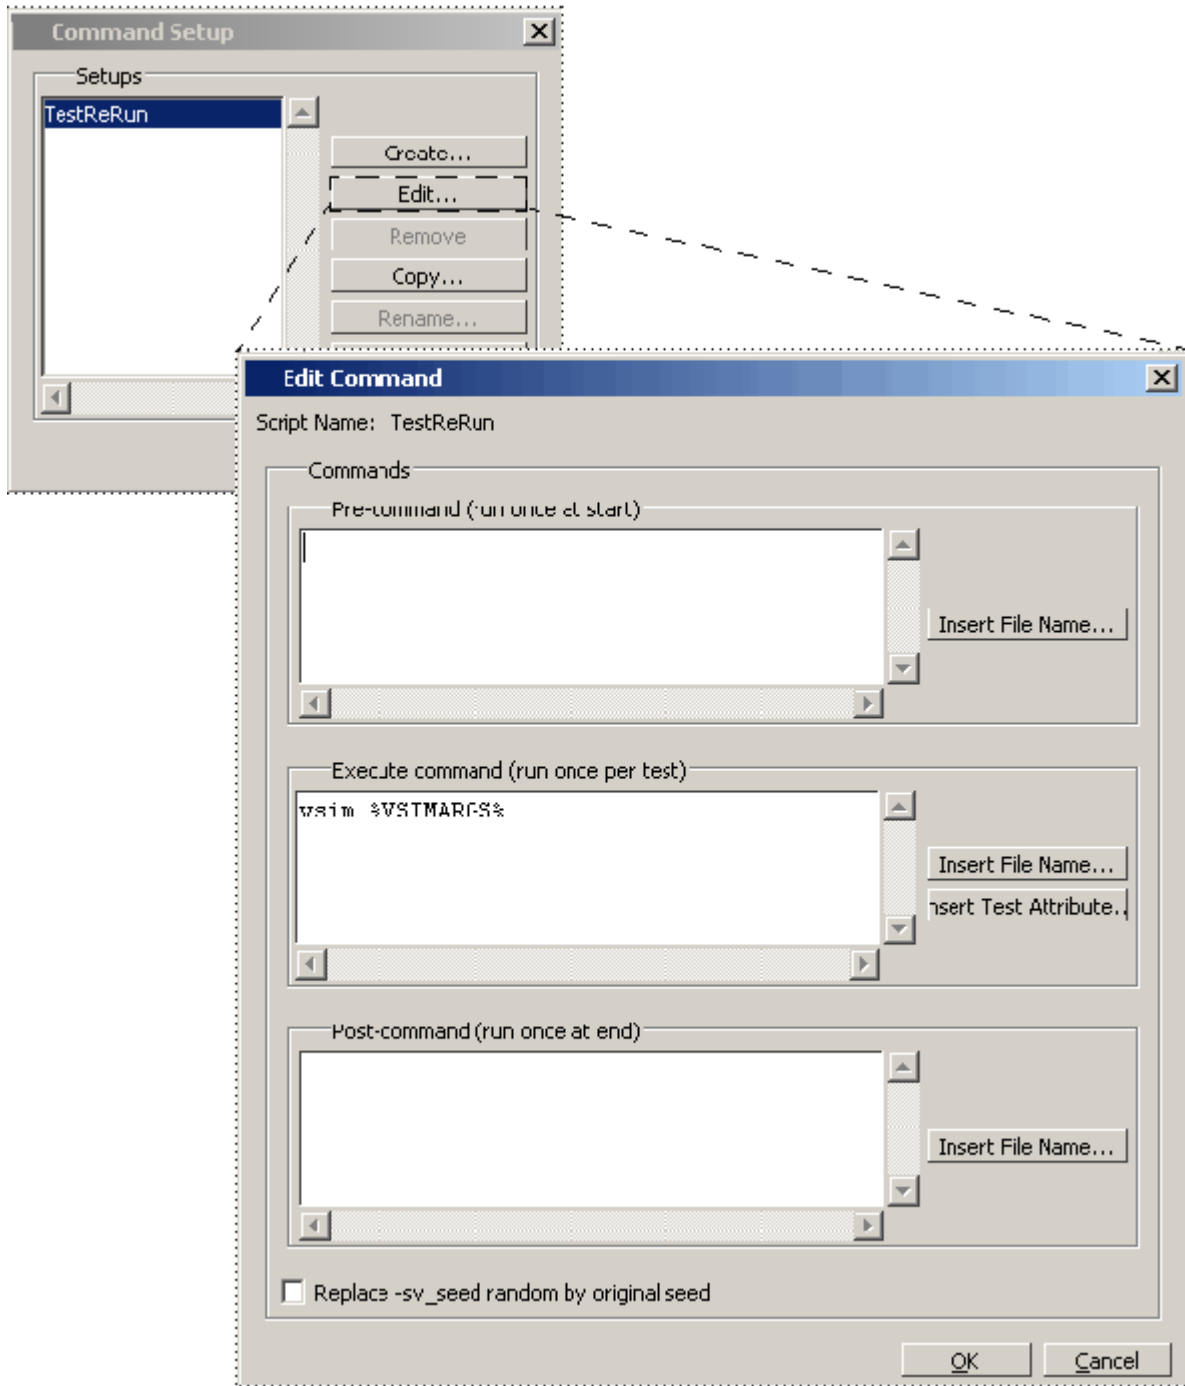 Command Setup
Setups
TestReRun
Create...
Edit...
Remove
Copy...
Rename...
Edit Command
Script Name: TestReRun
Commands
Pre-command (run once at start)
Insert File Name...
Execute command (run once per test)
vsim %VSIMARGS%
Insert File Name...
nsert Test Attribute..
Post-command (run once at end)
Insert File Name...
Replace -sv_seed random by original seed
OK Cancel